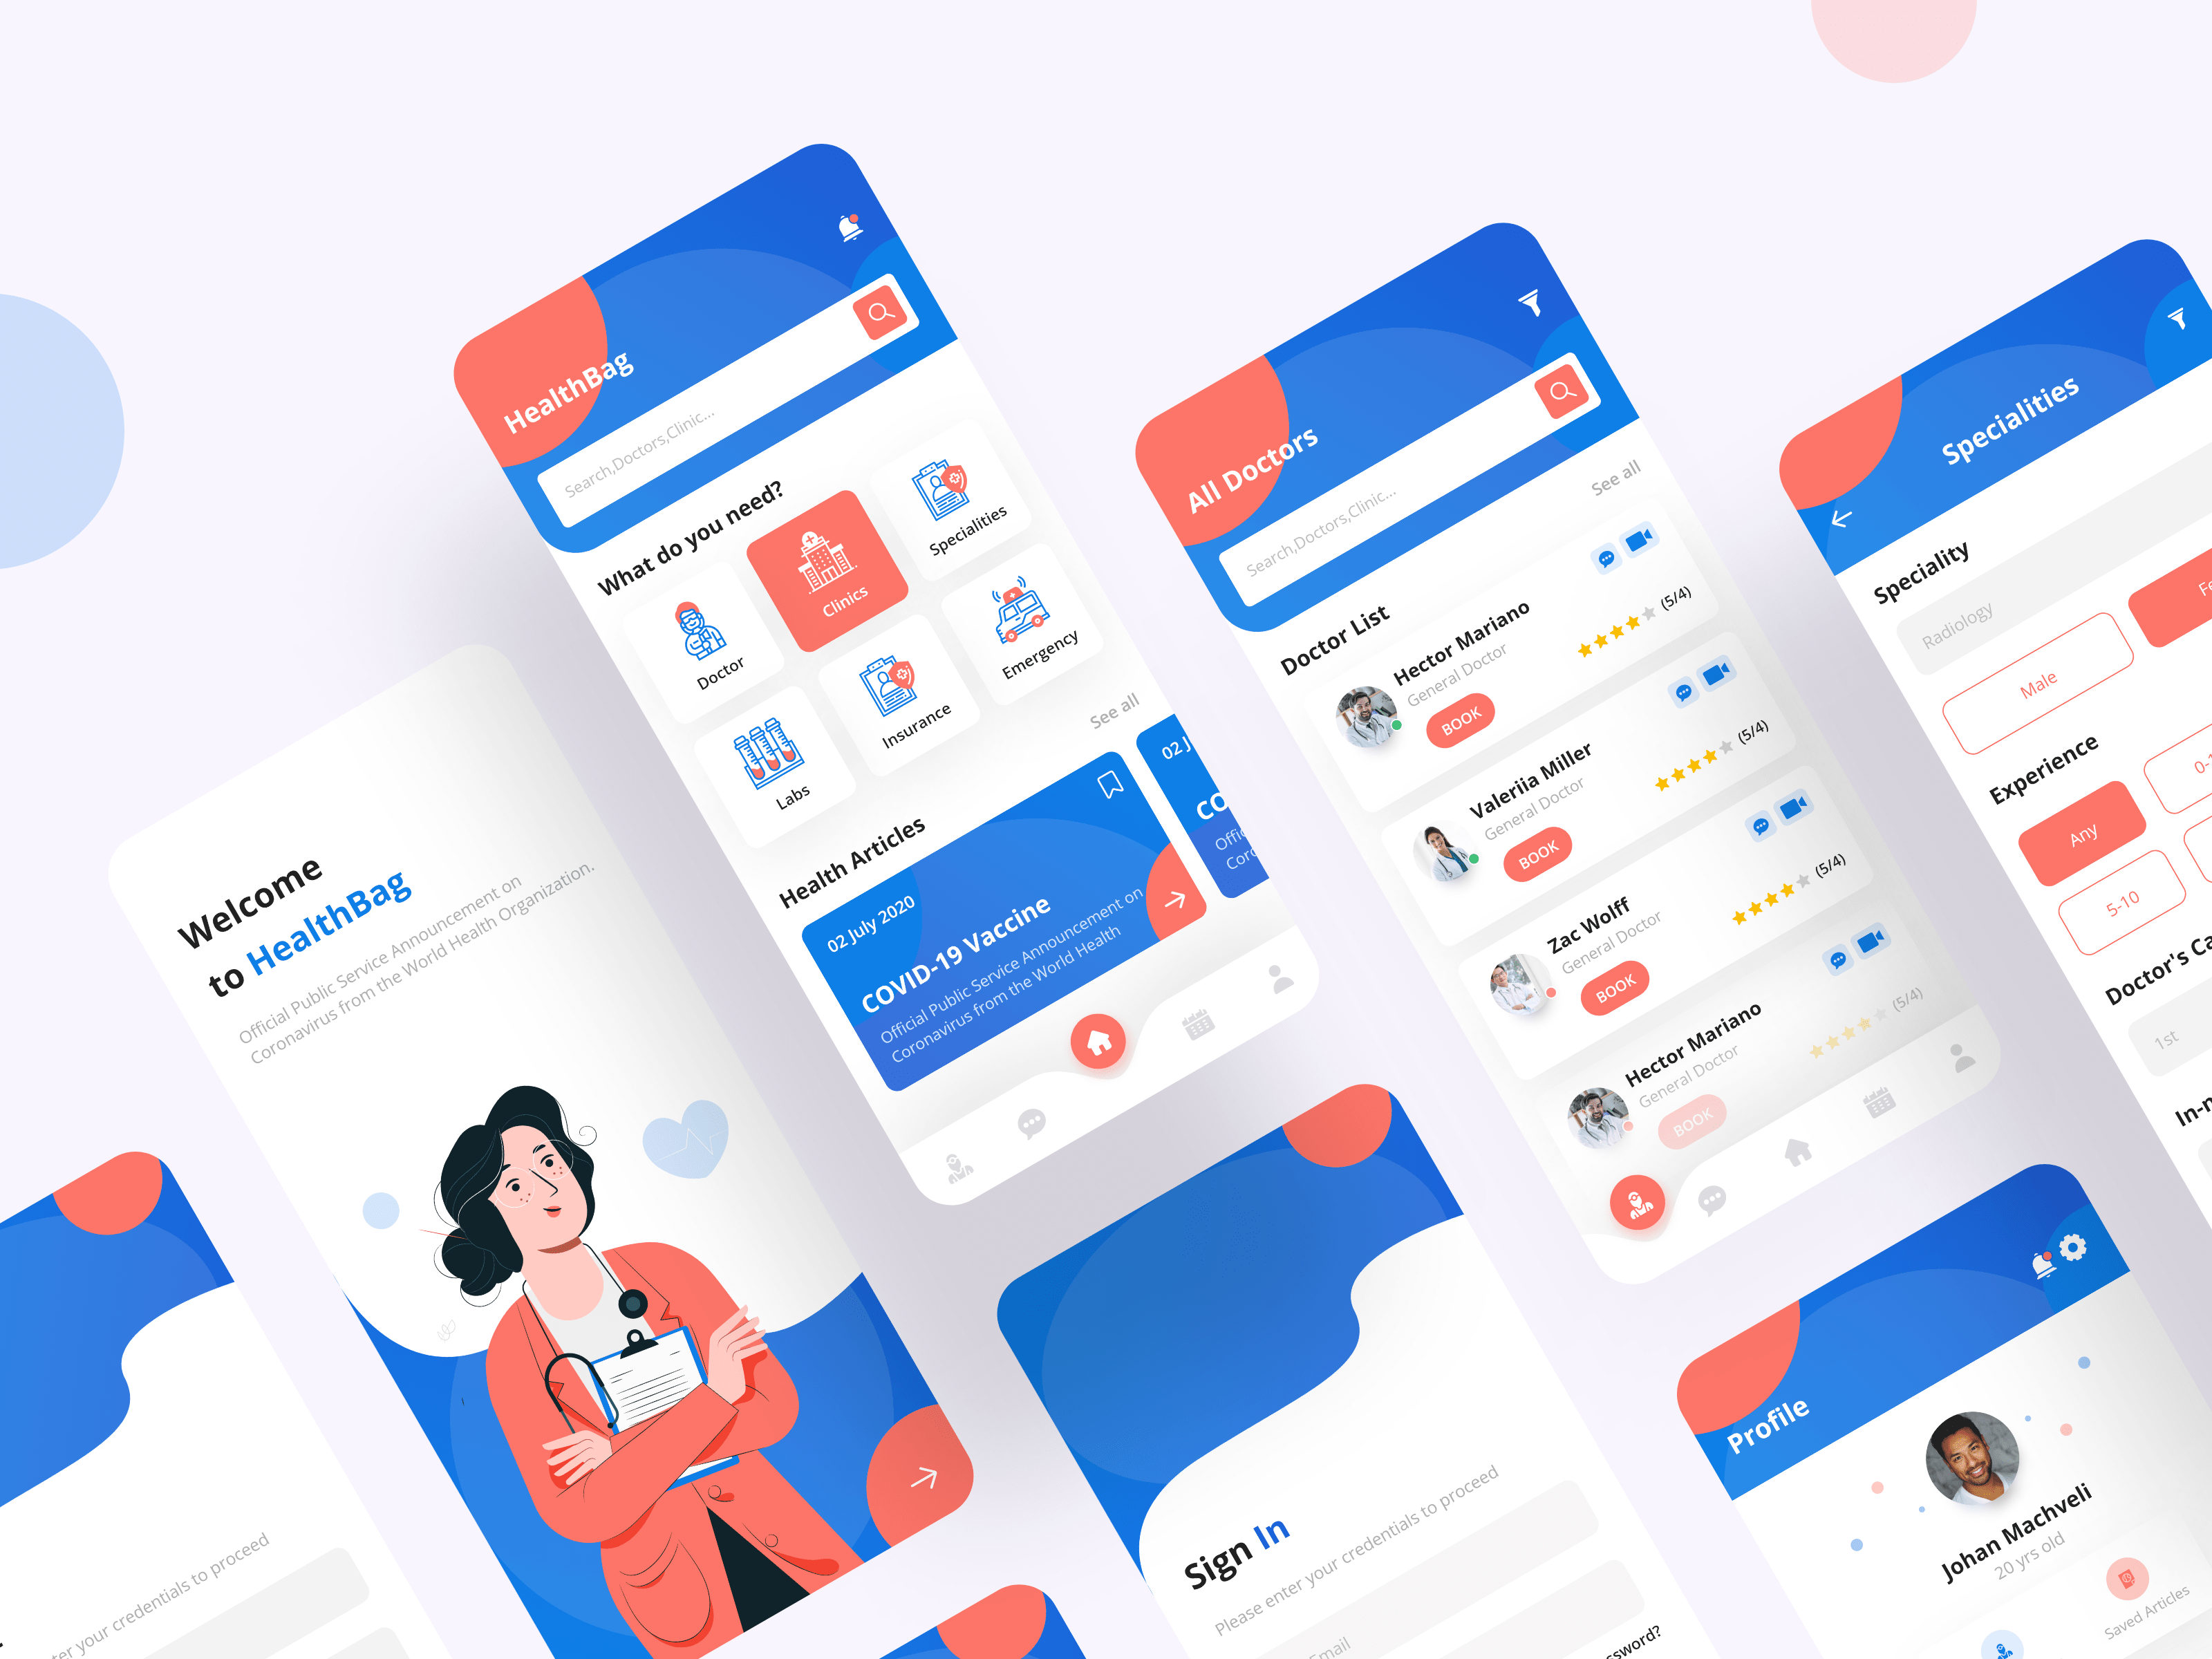 HealthBag
Search,Doctors,Clinic...
What do you need?
Doctor
Clinics
Specialities
Labs
Insurance
Emergency
See all
Health Articles
02 July 2020
COVID-19 Vaccine
Official Public Service Announcement on
Coronavirus from the World Health
02 J
CO
Offic
Coro
Welcome
to HealthBag
Official Public Service Announcement on
Coronavirus from the World Health Organization.
ter your credentials to proceed
All Doctors
Search,Doctors,Clinic...
See all
Doctor List
Hector Mariano
General Doctor
BOOK
(5/4)
Valeriia Miller
General Doctor
BOOK
(5/4)
Zac Wolff
General Doctor
BOOK
(5/4)
Hector Mariano
General Doctor
BOOK
(5/4)
Sign In
Please enter your credentials to proceed
Email
ssword?
Specialities
Speciality
Radiology
Male
Fe
Experience
Any
0-1
5-10
Doctor's Ca
1st
In-n
Profile
Johan Machveli
20 yrs old
Saved Articles